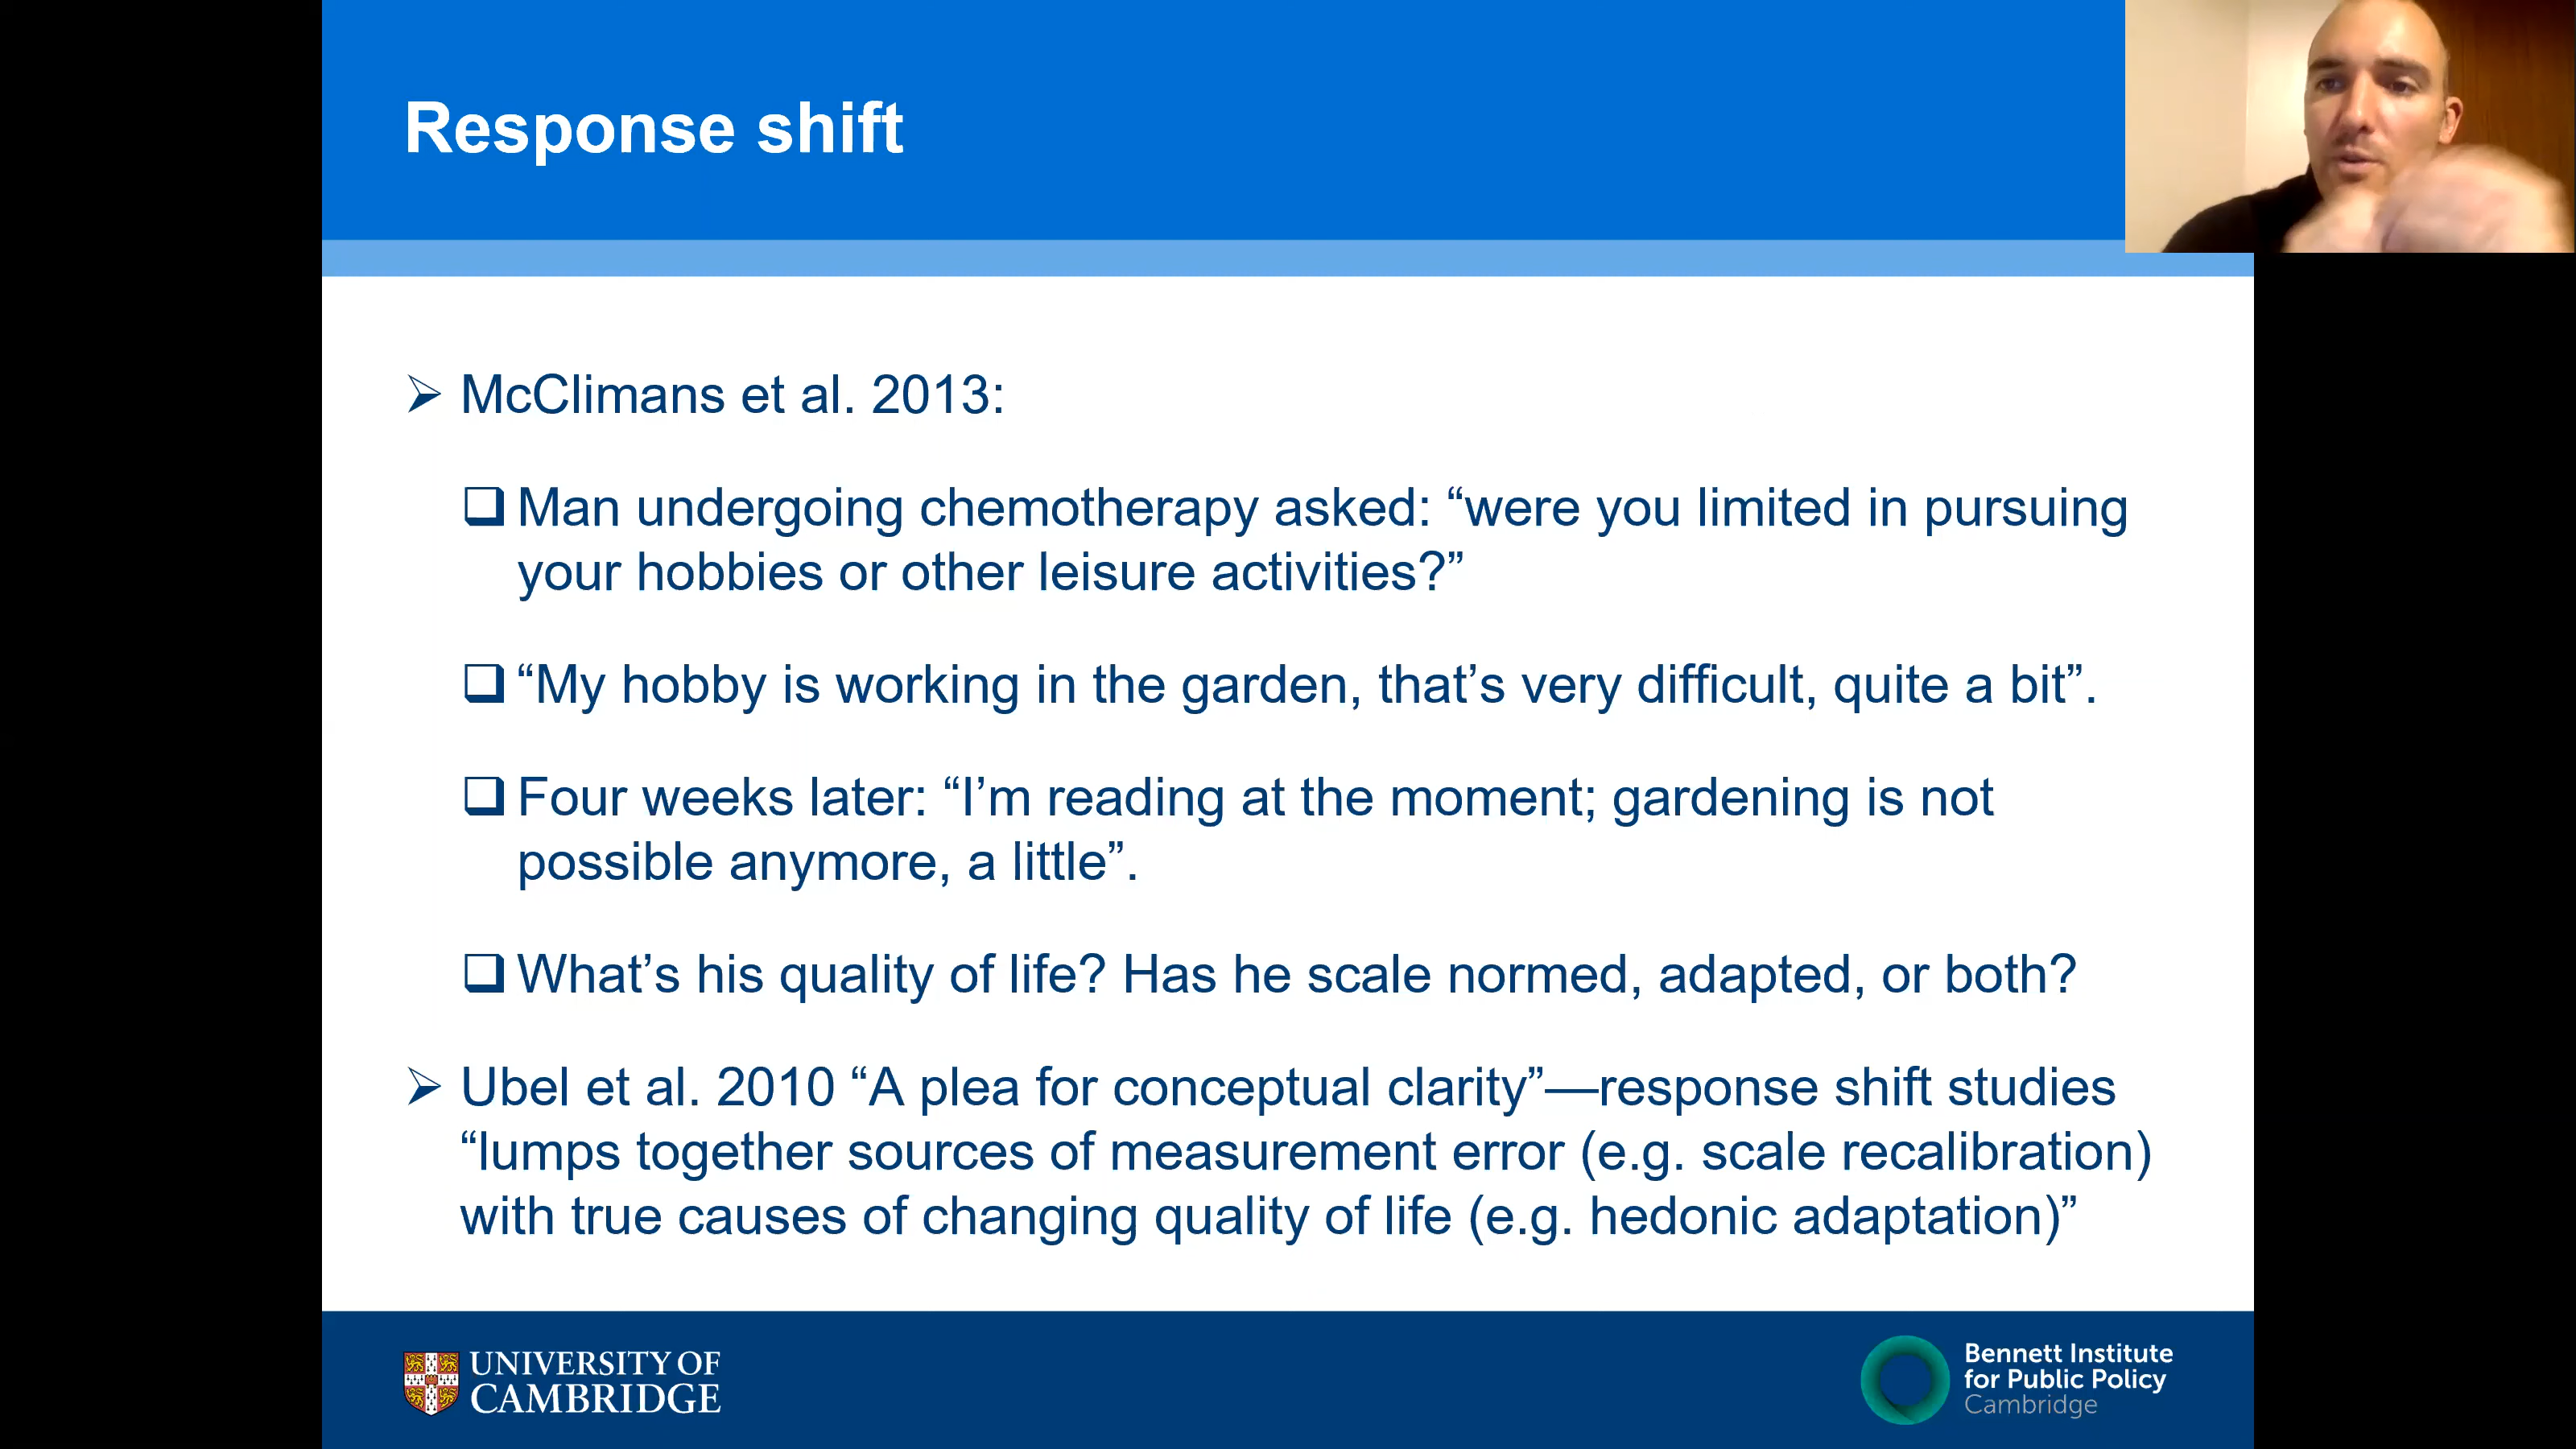 Response shift
McClimans et al. 2013:
Man undergoing chemotherapy asked: “were you limited in pursuing
your hobbies or other leisure activities?”
“My hobby is working in the garden, that’s very difficult, quite a bit”.
Four weeks later: “I’m reading at the moment; gardening is not
possible anymore, a little”.
What’s his quality of life? Has he scale normed, adapted, or both?
Ubel et al. 2010 “A plea for conceptual clarity”—response shift studies
“lumps together sources of measurement error (e.g. scale recalibration)
with true causes of changing quality of life (e.g. hedonic adaptation)”
UNIVERSITY OF
CAMBRIDGE
Bennett Institute
for Public Policy
Cambridge